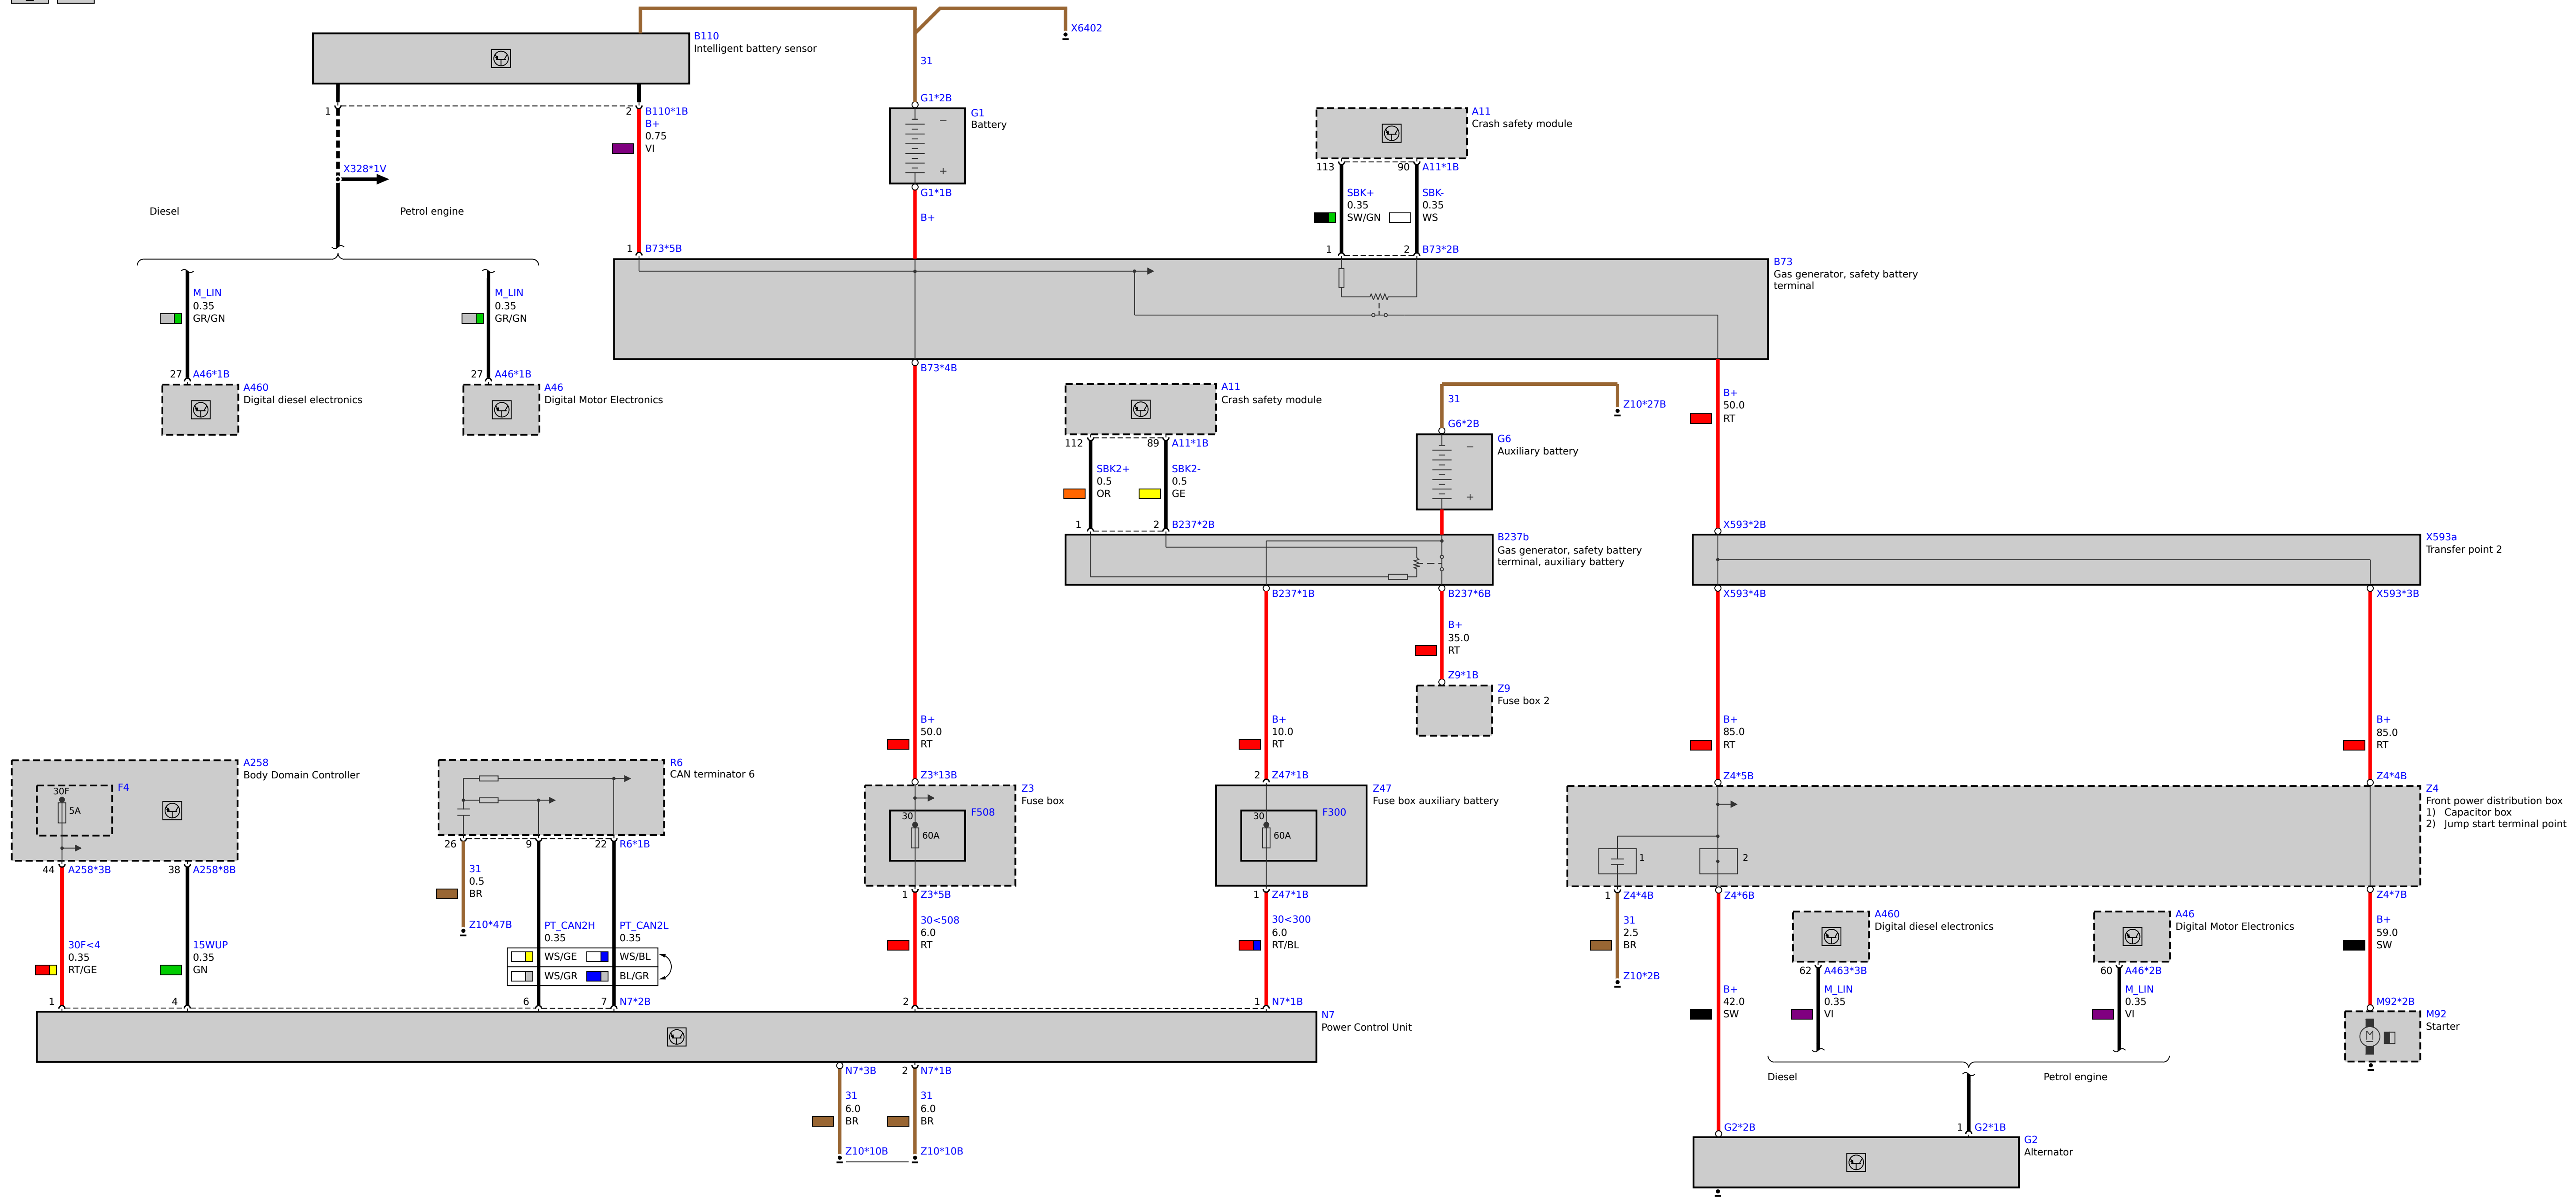 X6402
B110
Intelligent battery sensor
31
G1*2B
1
2
B110*1B
B+
0.75
VI
G1
Battery
A11
Crash safety module
X328*1V
113
90
A11*1B
G1*1B
B+
SBK+
0.35
SW/GN
SBK-
0.35
WS
Diesel
Petrol engine
1
B73*5B
1
2
B73*2B
B73
Gas generator, safety battery
terminal
M_LIN
0.35
GR/GN
M_LIN
0.35
GR/GN
27
A46*1B
27
A46*1B
B73*4B
A460
Digital diesel electronics
A46
Digital Motor Electronics
A11
Crash safety module
31
Z10*27B
B+
50.0
RT
G6*2B
112
89
A11*1B
G6
Auxiliary battery
SBK2+
0.5
OR
SBK2-
0.5
GE
1
2
B237*2B
X593*2B
B237b
Gas generator, safety battery
terminal, auxiliary battery
X593a
Transfer point 2
B237*1B
B237*6B
X593*4B
X593*3B
B+
35.0
RT
Z9*1B
Z9
Fuse box 2
B+
50.0
RT
B+
10.0
RT
B+
85.0
RT
B+
85.0
RT
A258
Body Domain Controller
R6
CAN terminator 6
Z3*13B
2
Z47*1B
Z4*5B
Z4*4B
30F
F4
5A
Z3
Fuse box
Z47
Fuse box auxiliary battery
Z4
Front power distribution box
1) Capacitor box
2) Jump start terminal point
30
F508
60A
30
F300
60A
26
9
22
R6*1B
1
2
44
A258*3B
38
A258*8B
31
0.5
BR
1
Z3*5B
1
Z47*1B
1
Z4*4B
Z4*6B
Z4*7B
Z10*47B
PT_CAN2H
0.35
PT_CAN2L
0.35
30<508
6.0
RT
30<300
6.0
RT/BL
31
2.5
BR
A460
Digital diesel electronics
A46
Digital Motor Electronics
B+
59.0
SW
30F<4
0.35
RT/GE
15WUP
0.35
GN
WS/GE
WS/BL
WS/GR
BL/GR
Z10*2B
62
A463*3B
60
A46*2B
1
4
6
7
N7*2B
2
1
N7*1B
B+
42.0
SW
M_LIN
0.35
VI
M_LIN
0.35
VI
M92*2B
N7
Power Control Unit
M92
Starter
M
N7*3B
2
N7*1B
Diesel
Petrol engine
31
6.0
BR
31
6.0
BR
Z10*10B
Z10*10B
G2*2B
1
G2*1B
G2
Alternator